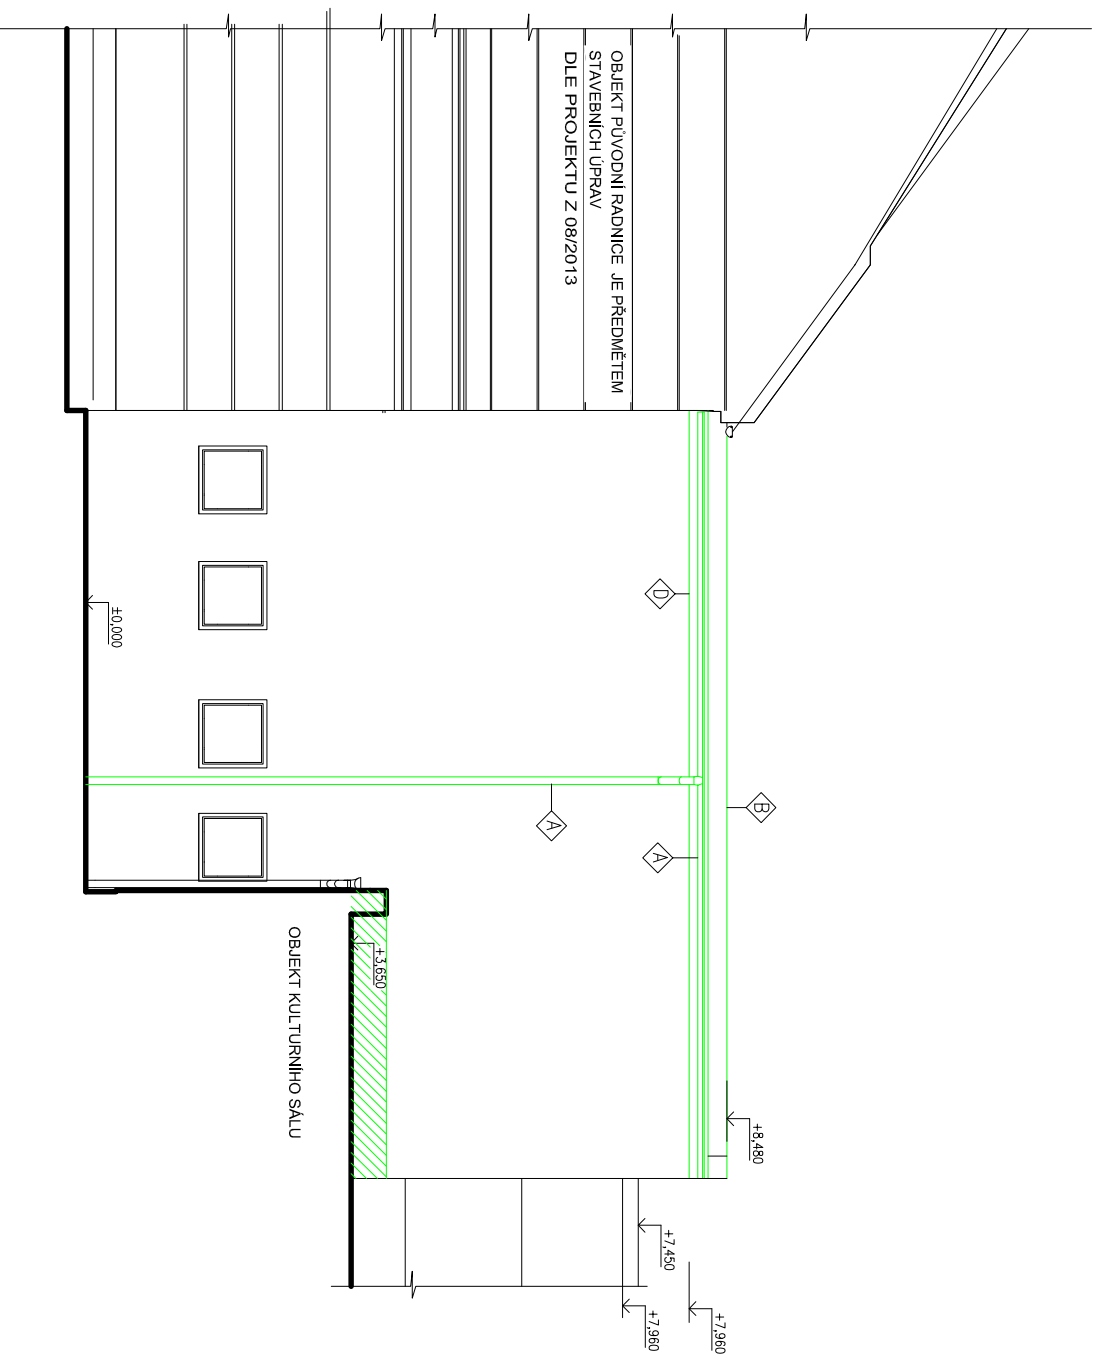 OBJEKT PŮVODNÍ RADNICE JE PŘEDMĚTEM
STAVEBNÍCH ÚPRAV
DLE PROJEKTU Z 08/2013
D
B
A
A
±0,000
+3,650
OBJEKT KULTURNÍHO SÁLU
+8,480
+7,450
+7,960
+7,960